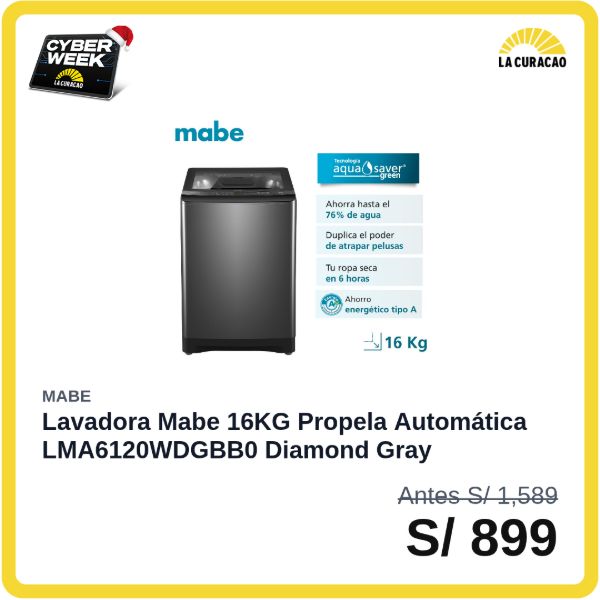 CYBER
WEEK
LA CURACAO
LA CURACAO
mabe
Tecnología
aqua saver®
green
Ahorra hasta el
76% de agua
Duplica el poder
de atrapar pelusas
Tu ropa seca
en 6 horas
Ahorro
energético tipo A
16 Kg
MABE
Lavadora Mabe 16KG Propela Automática
LMA6120WDGBB0 Diamond Gray
Antes S/ 1,589
S/ 899